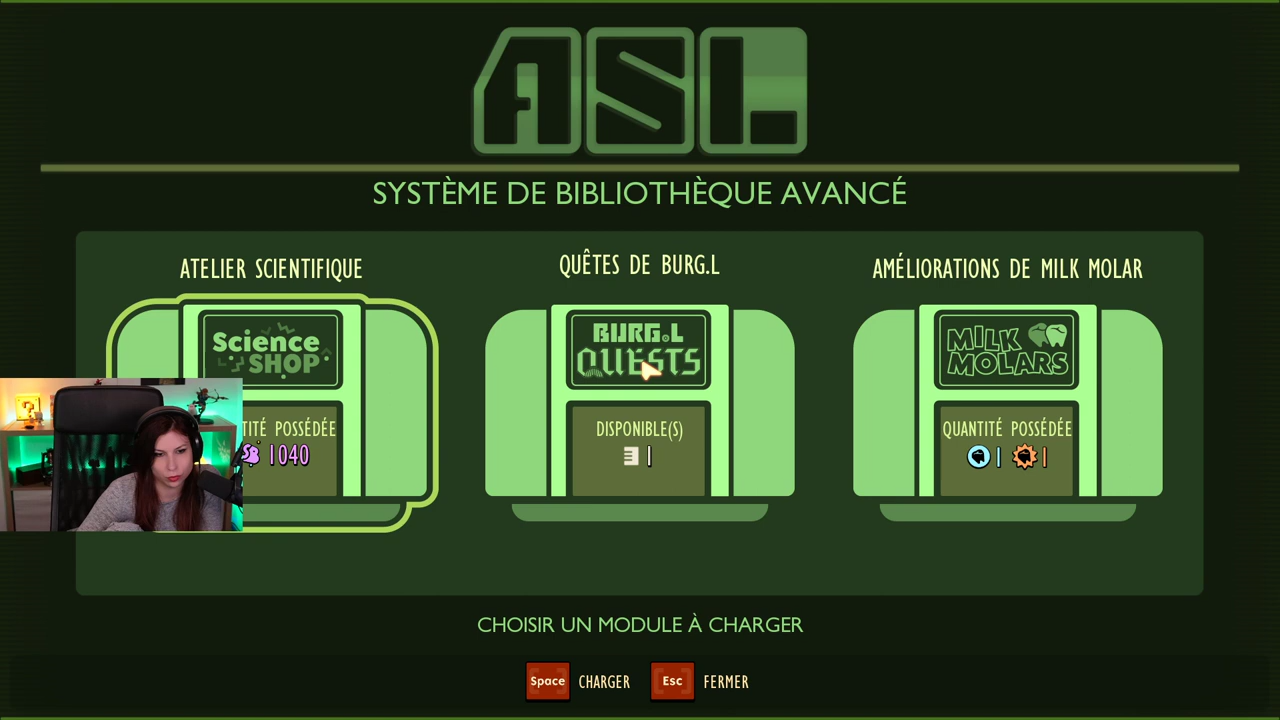 ASL
SYSTÈME DE BIBLIOTHÈQUE AVANCÉ
ATELIER SCIENTIFIQUE
QUÊTES DE BURG.L
AMÉLIORATIONS DE MILK MOLAR
Science
SHOP
BURG.L
QUESTS
MILK
MOLARS
TITÉ POSSÉDÉE
1040
DISPONIBLE(S)
1
QUANTITÉ POSSÉDÉE
1 1
CHOISIR UN MODULE À CHARGER
Space CHARGER Esc FERMER